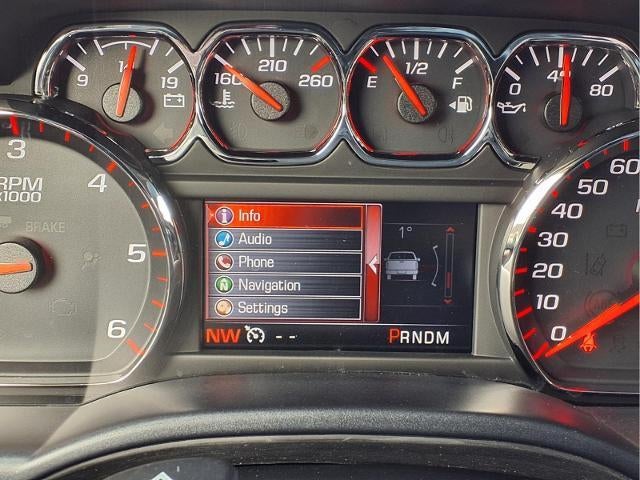 9 14 19
160 210 260
E 1/2 F
0 40 80
3
4
5
6
RPM
x1000
BRAKE
Info
Audio
Phone
Navigation
Settings
1°
NW -- PRNDM
60
50
40
30
20
10
0